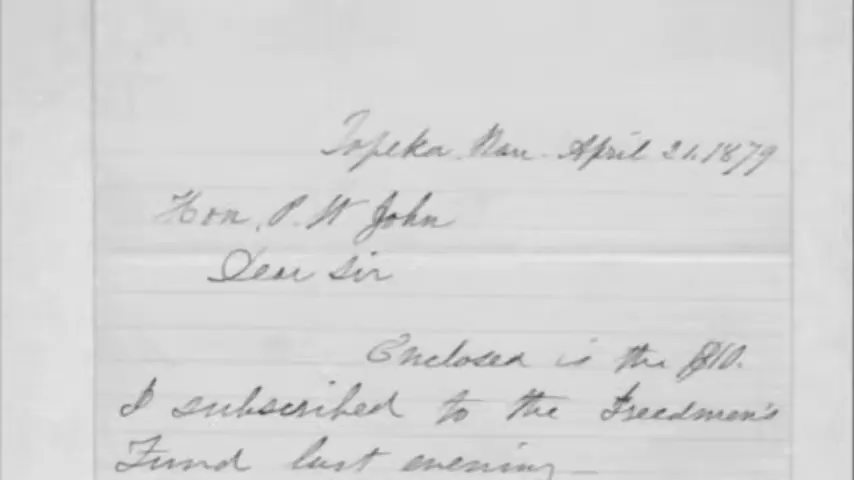 Topeka Kan. April 21, 1879
Hon. P. St John
Dear Sir
Enclosed is the $10.
I subscribed to the Freedmen's
Fund last evening—